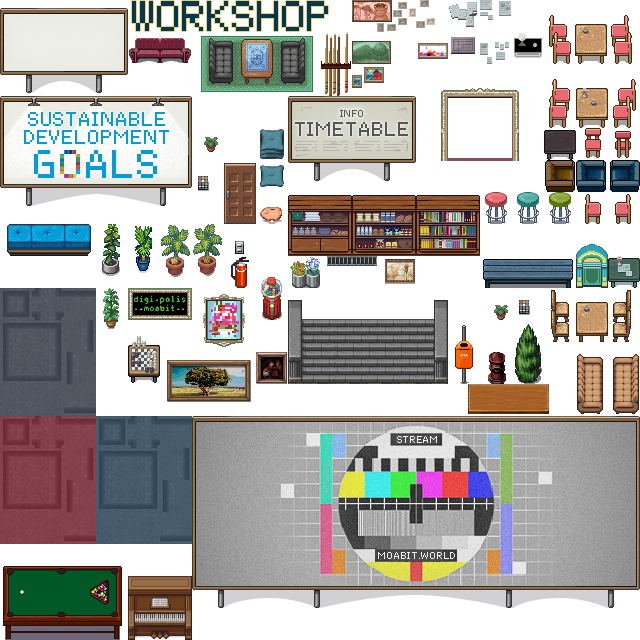 WORKSHOP
SUSTAINABLE
DEVELOPMENT
GOALS
INFO
TIMETABLE
digi-polis
--moabit--
STREAM
MOABIT.WORLD